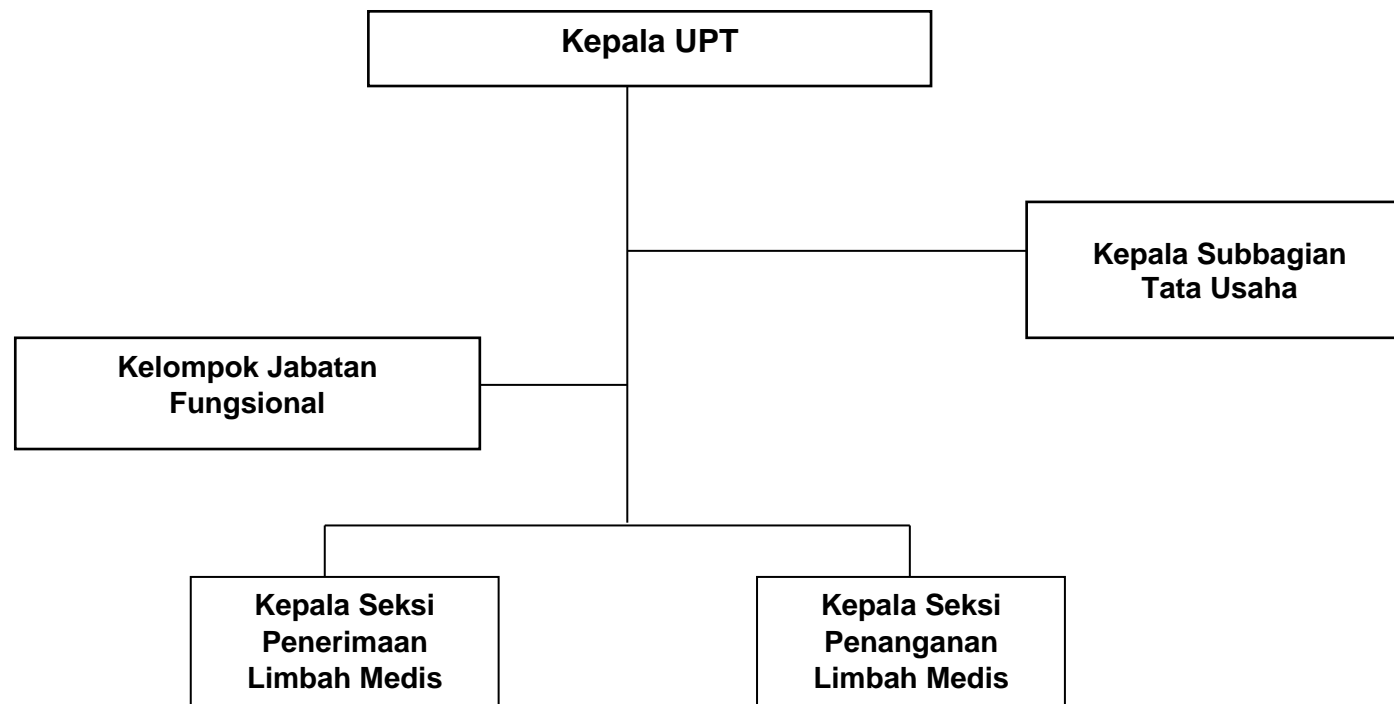 Kepala UPT
Kepala Subbagian
Tata Usaha
Kelompok Jabatan
Fungsional
Kepala Seksi
Penerimaan
Limbah Medis
Kepala Seksi
Penanganan
Limbah Medis